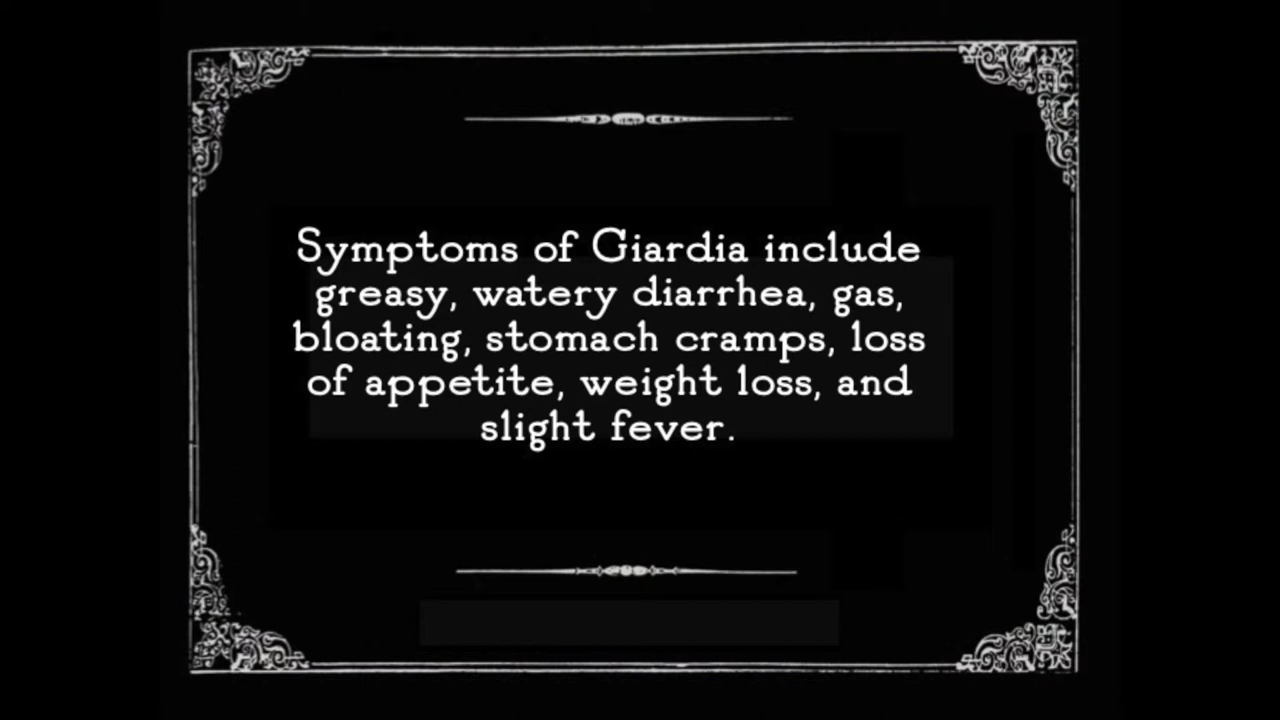 Symptoms of Giardia include
greasy, watery diarrhea, gas,
bloating, stomach cramps, loss
of appetite, weight loss, and
slight fever.